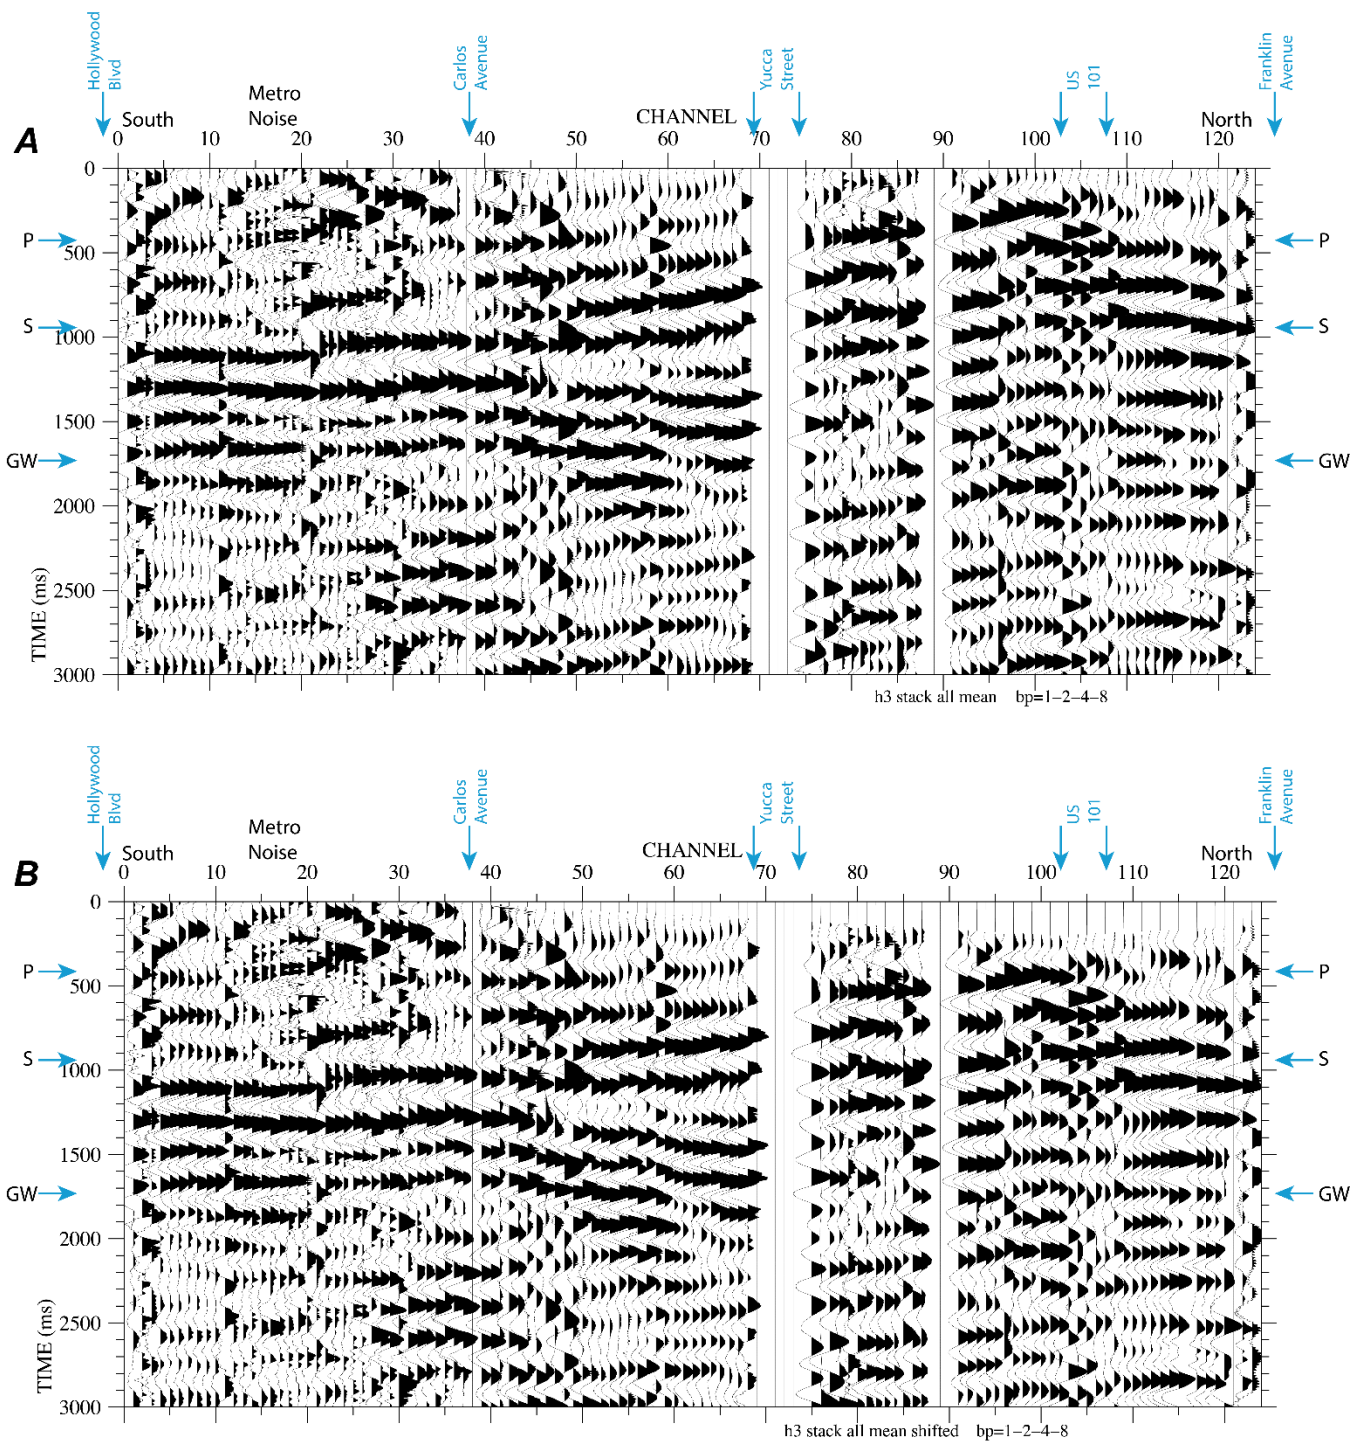 Hollywood
Blvd
Carlos
Avenue
Yucca
Street
US
101
Franklin
Avenue
A
South
Metro
Noise
CHANNEL
North
0 10 20 30 40 50 60 70 80 90 100 110 120
0
P
P
500
S
S
1000
1500
GW
GW
2000
2500
3000
TIME (ms)
h3 stack all mean bp=1-2-4-8
Hollywood
Blvd
Carlos
Avenue
Yucca
Street
US
101
Franklin
Avenue
B
South
Metro
Noise
CHANNEL
North
0 10 20 30 40 50 60 70 80 90 100 110 120
0
P
P
500
S
S
1000
1500
GW
GW
2000
2500
3000
TIME (ms)
h3 stack all mean shifted bp=1-2-4-8